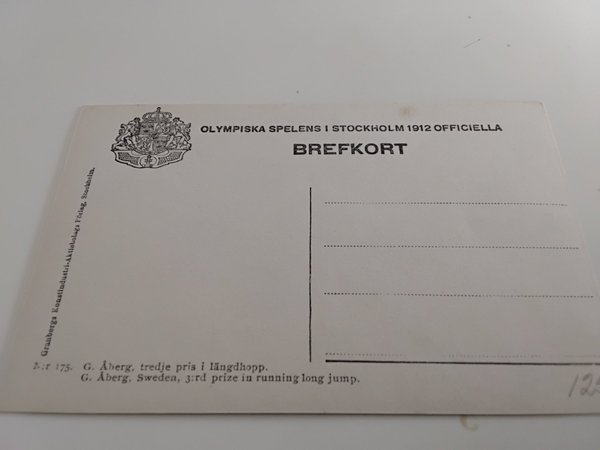 OLYMPISKA SPELENS I STOCKHOLM 1912 OFFICIELLA
BREFKORT
Granbergs Konstindustri-Aktiebolags Förlag, Stockholm.
N:r 175. G. Åberg, tredje pris i längdhopp.
G. Åberg, Sweden, 3:rd prize in running long jump.